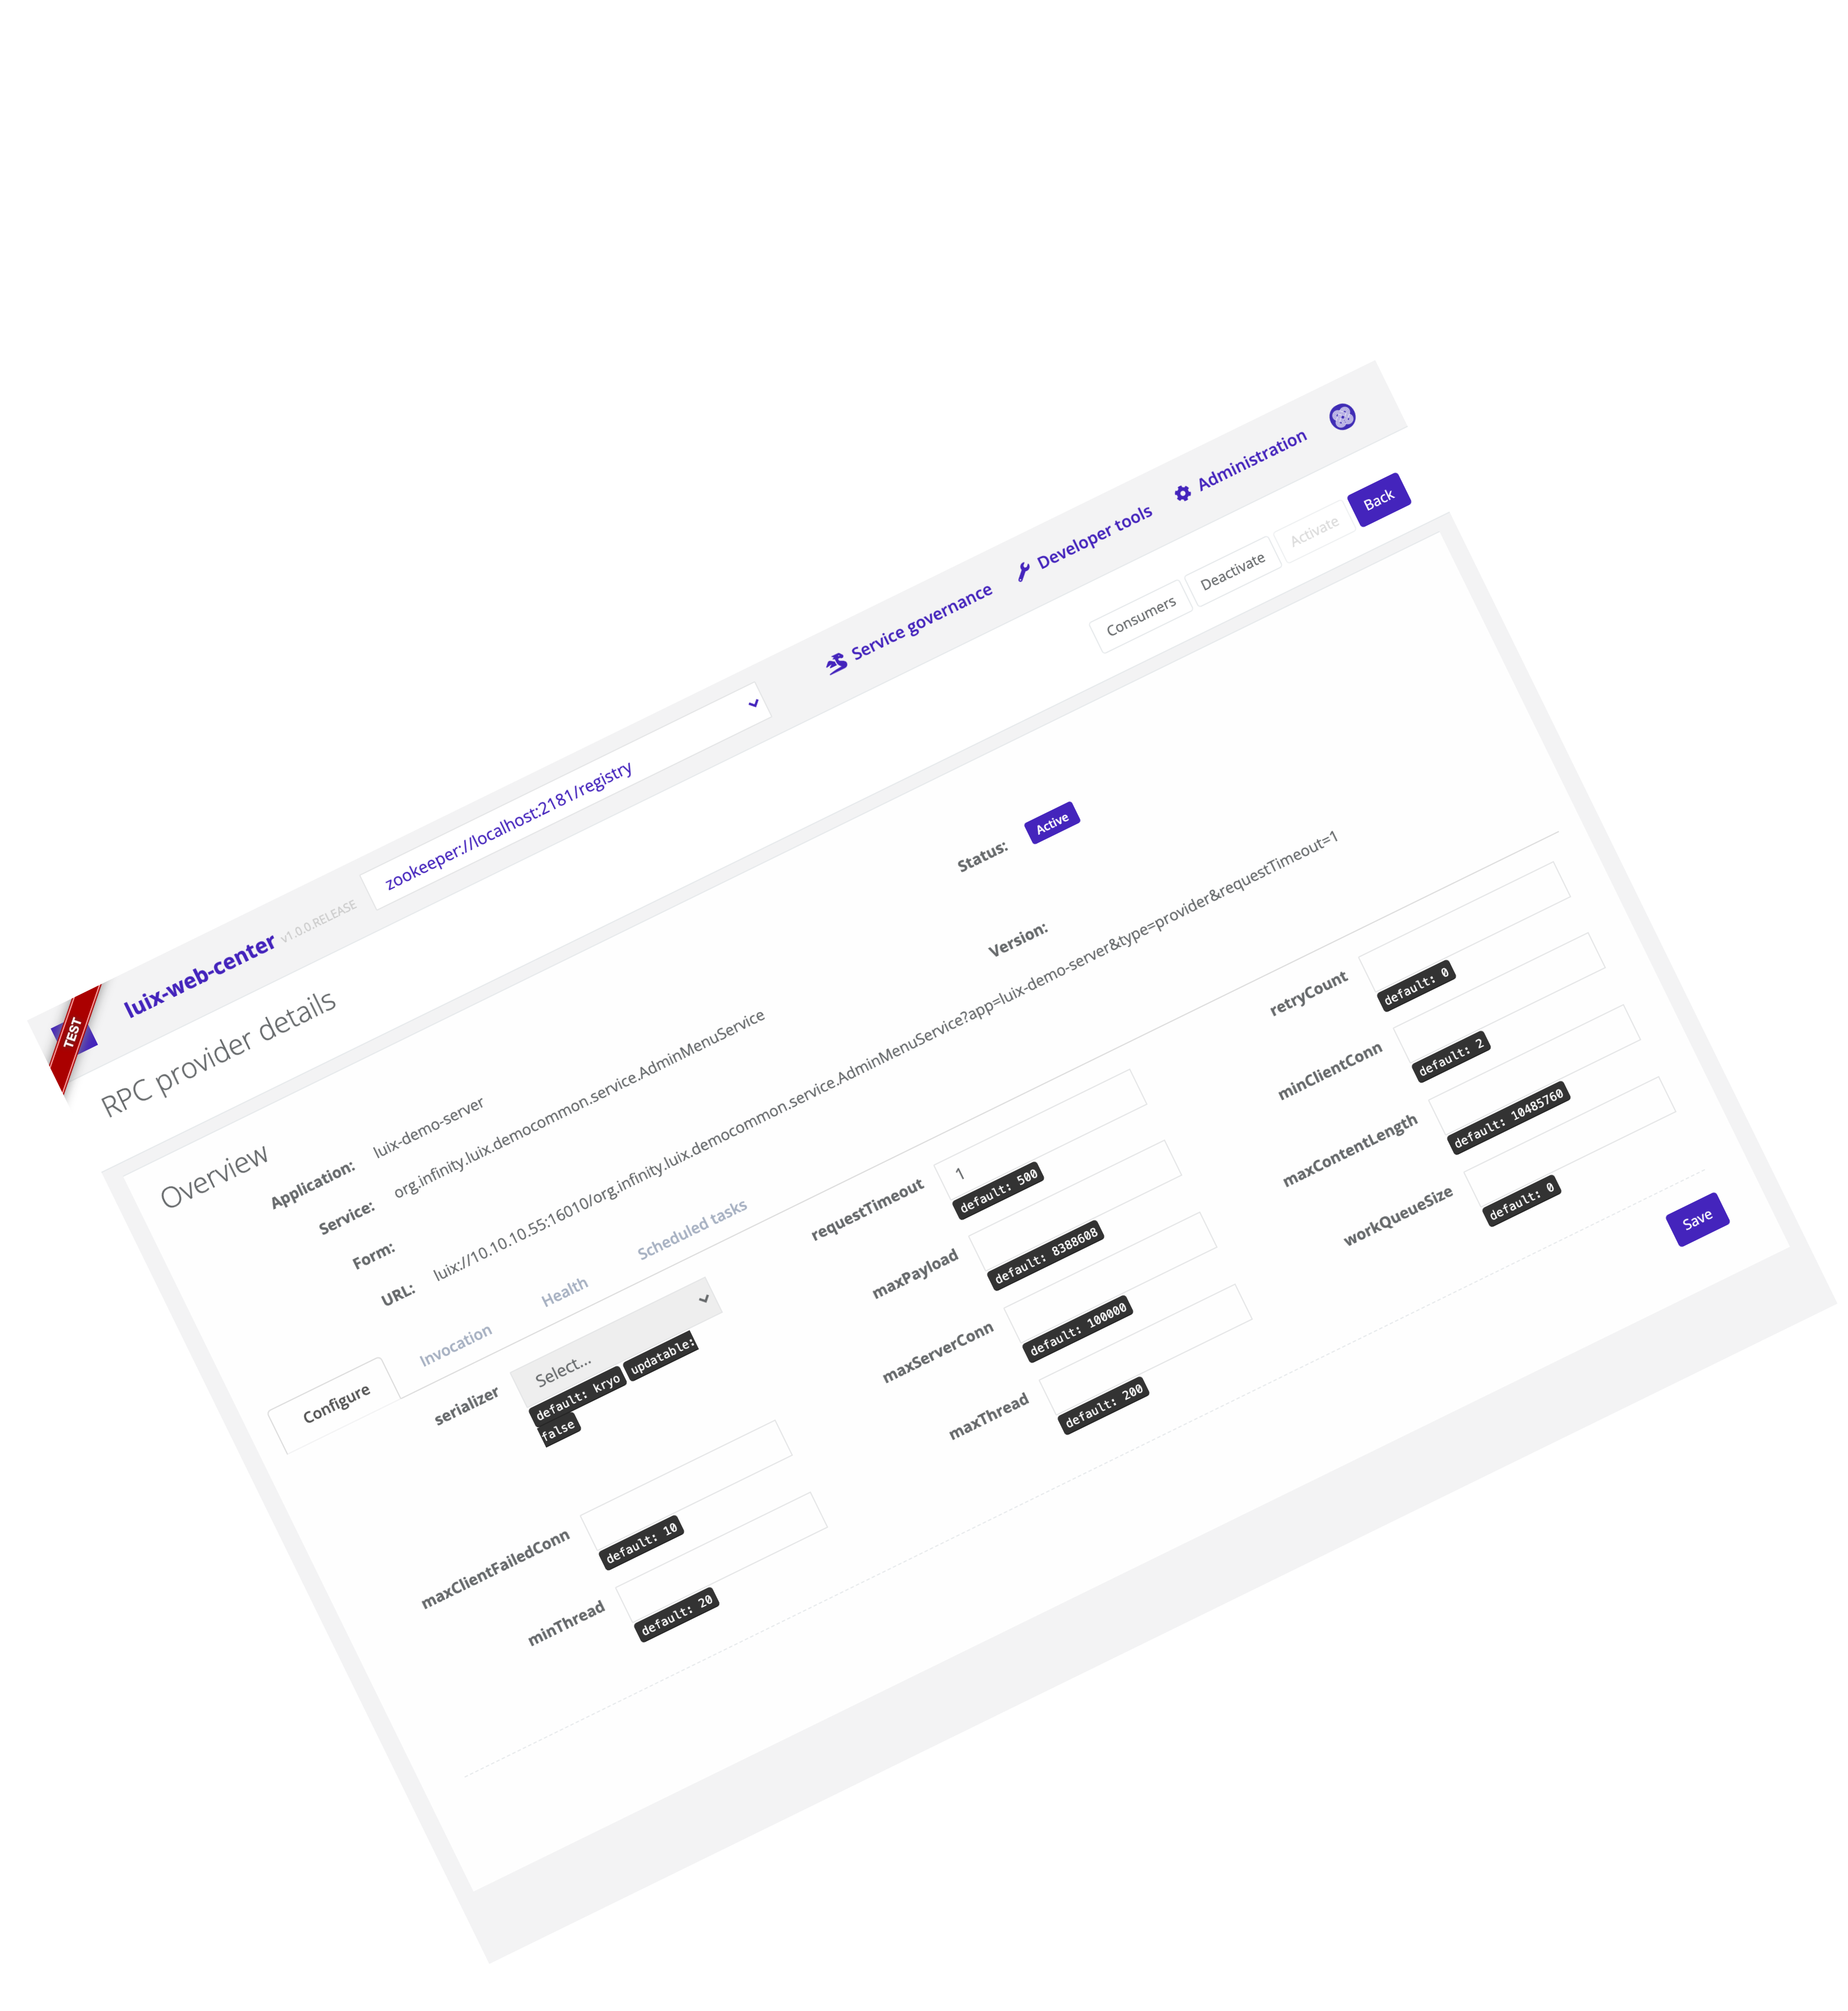 TEST
luix-web-center v1.0.0.RELEASE
zookeeper://localhost:2181/registry
Service governance
Developer tools
Administration
RPC provider details
Consumers
Deactivate
Activate
Back
Overview
Application: luix-demo-server
Status: Active
Service: org.infinity.luix.democommon.service.AdminMenuService
Form:
Version:
URL: luix://10.10.10.55:16010/org.infinity.luix.democommon.service.AdminMenuService?app=luix-demo-server&type=provider&requestTimeout=1
Configure
Invocation
Health
Scheduled tasks
serializer
Select...
default: kryo updatable:
false
requestTimeout
1
default: 500
retryCount
default: 0
maxPayload
default: 8388608
minClientConn
default: 2
maxClientFailedConn
default: 10
maxServerConn
default: 100000
maxContentLength
default: 10485760
minThread
default: 20
maxThread
default: 200
workQueueSize
default: 0
Save